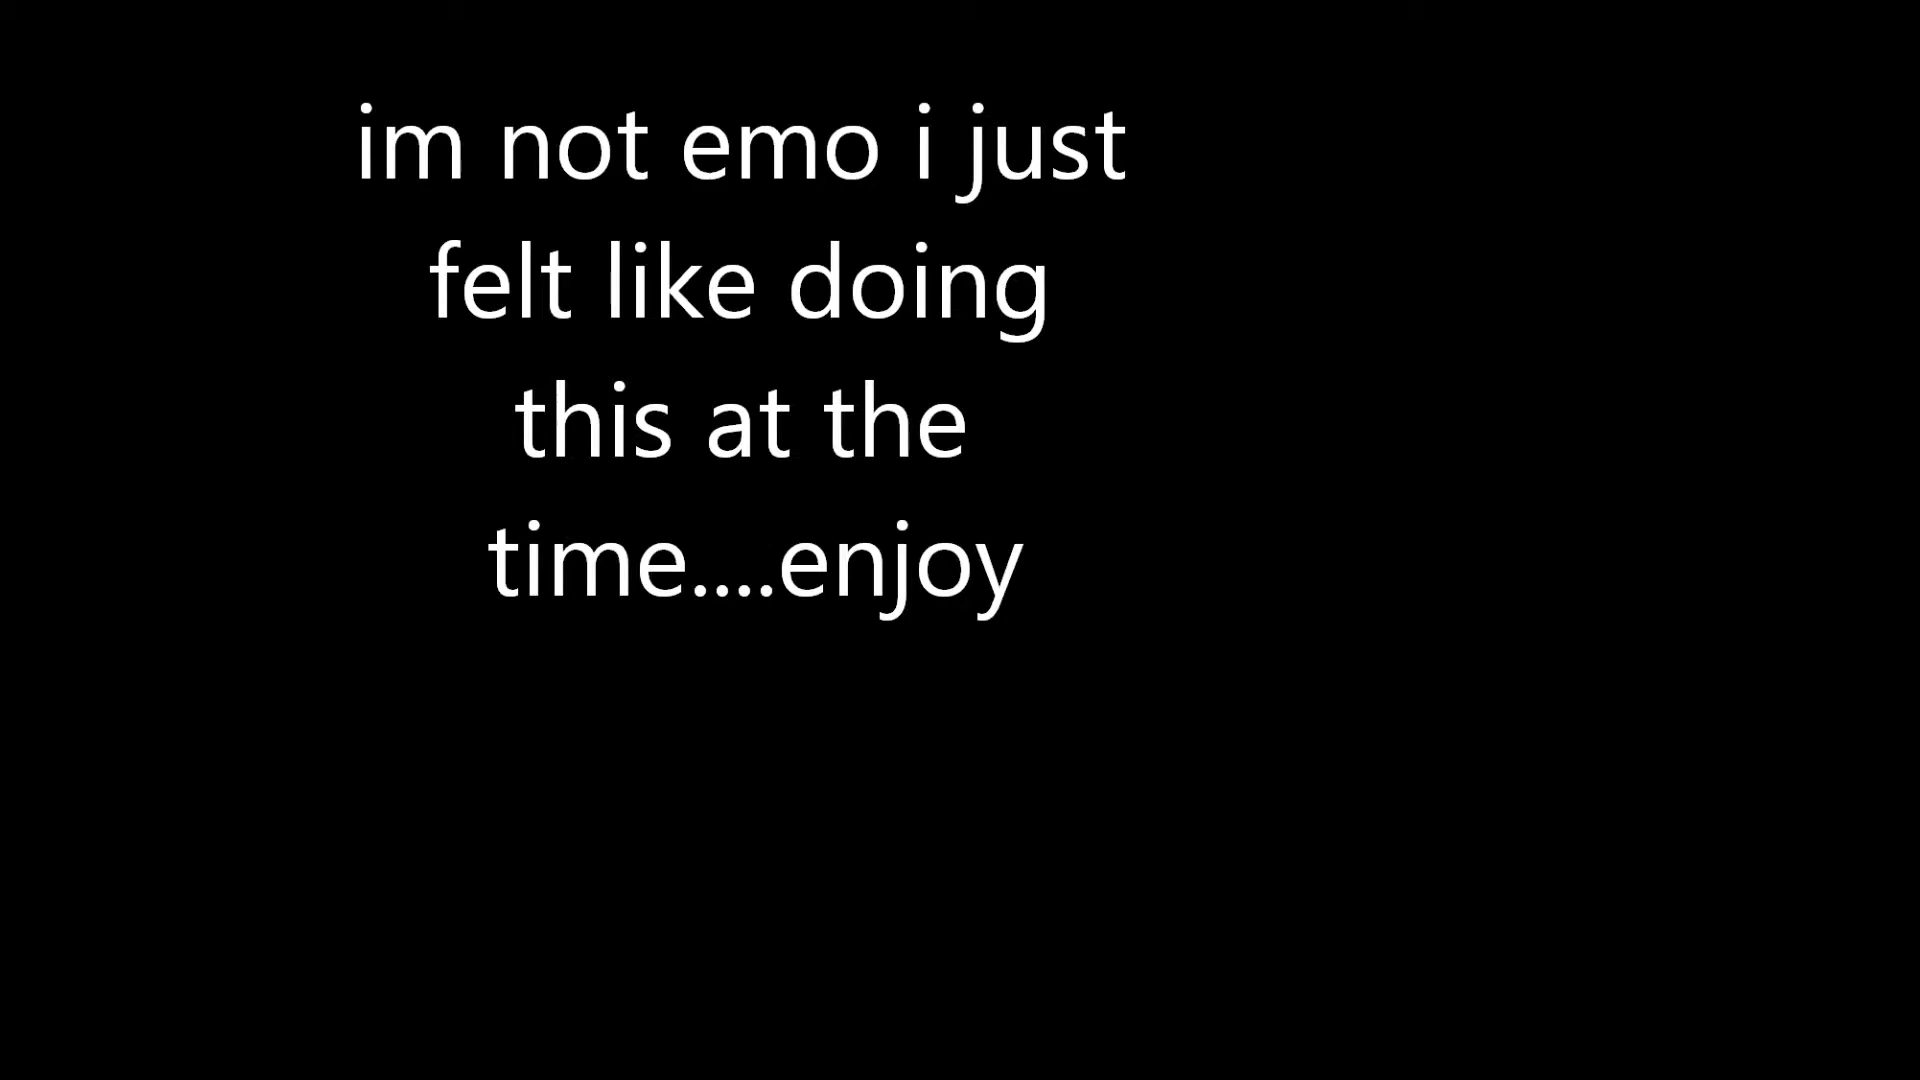 im not emo i just
felt like doing
this at the
time....enjoy